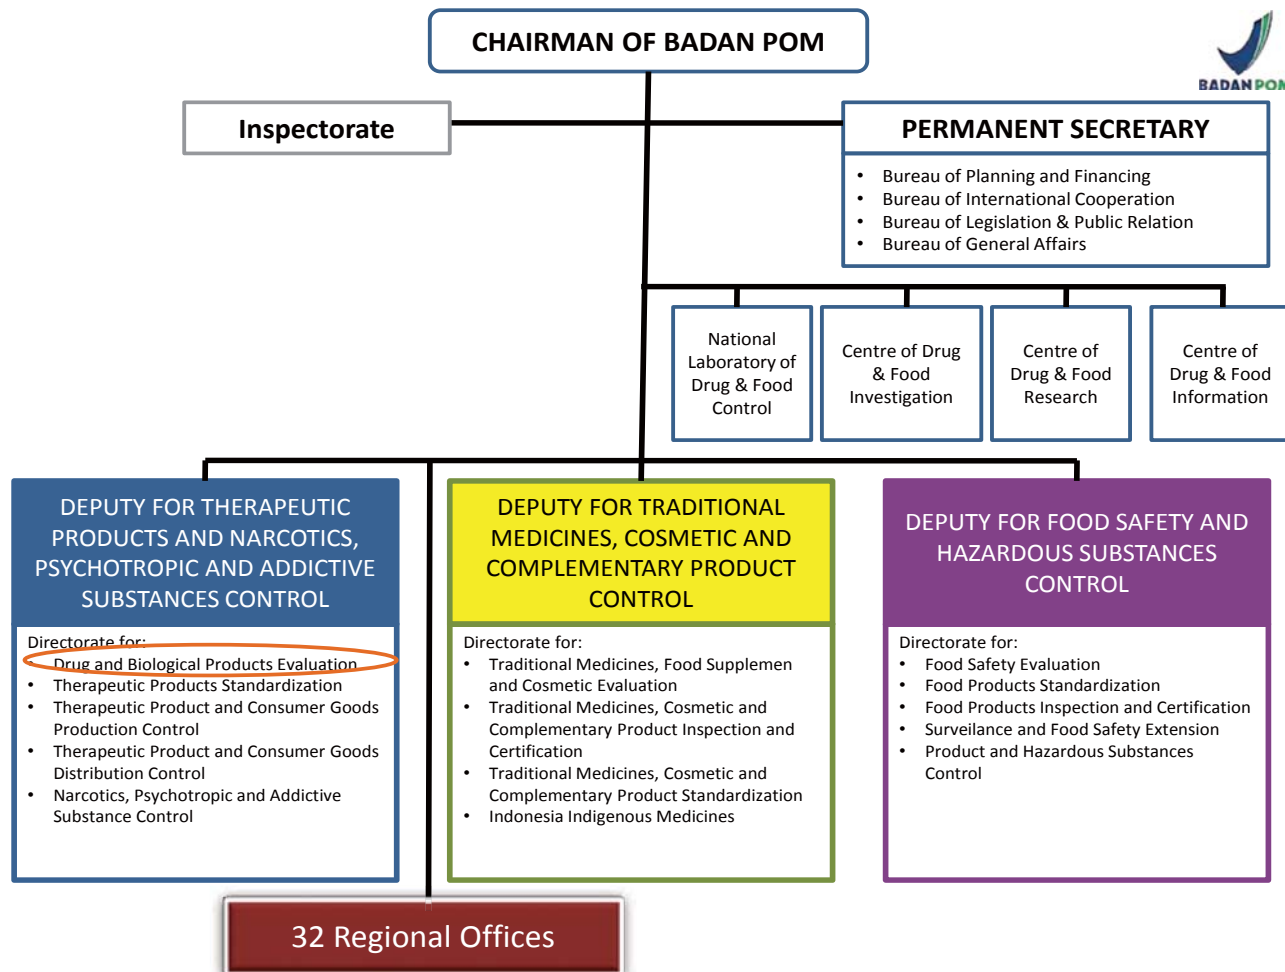 CHAIRMAN OF BADAN POM
BADAN POM
Inspectorate
PERMANENT SECRETARY
• Bureau of Planning and Financing
• Bureau of International Cooperation
• Bureau of Legislation & Public Relation
• Bureau of General Affairs
National
Laboratory of
Drug & Food
Control
Centre of Drug
& Food
Investigation
Centre of
Drug & Food
Research
Centre of
Drug & Food
Information
DEPUTY FOR THERAPEUTIC
PRODUCTS AND NARCOTICS,
PSYCHOTROPIC AND ADDICTIVE
SUBSTANCES CONTROL
Directorate for:
• Drug and Biological Products Evaluation
• Therapeutic Products Standardization
• Therapeutic Product and Consumer Goods
Production Control
• Therapeutic Product and Consumer Goods
Distribution Control
• Narcotics, Psychotropic and Addictive
Substance Control
DEPUTY FOR TRADITIONAL
MEDICINES, COSMETIC AND
COMPLEMENTARY PRODUCT
CONTROL
Directorate for:
• Traditional Medicines, Food Supplemen
and Cosmetic Evaluation
• Traditional Medicines, Cosmetic and
Complementary Product Inspection and
Certification
• Traditional Medicines, Cosmetic and
Complementary Product Standardization
• Indonesia Indigenous Medicines
DEPUTY FOR FOOD SAFETY AND
HAZARDOUS SUBSTANCES
CONTROL
Directorate for:
• Food Safety Evaluation
• Food Products Standardization
• Food Products Inspection and Certification
• Surveilance and Food Safety Extension
• Product and Hazardous Substances
Control
32 Regional Offices